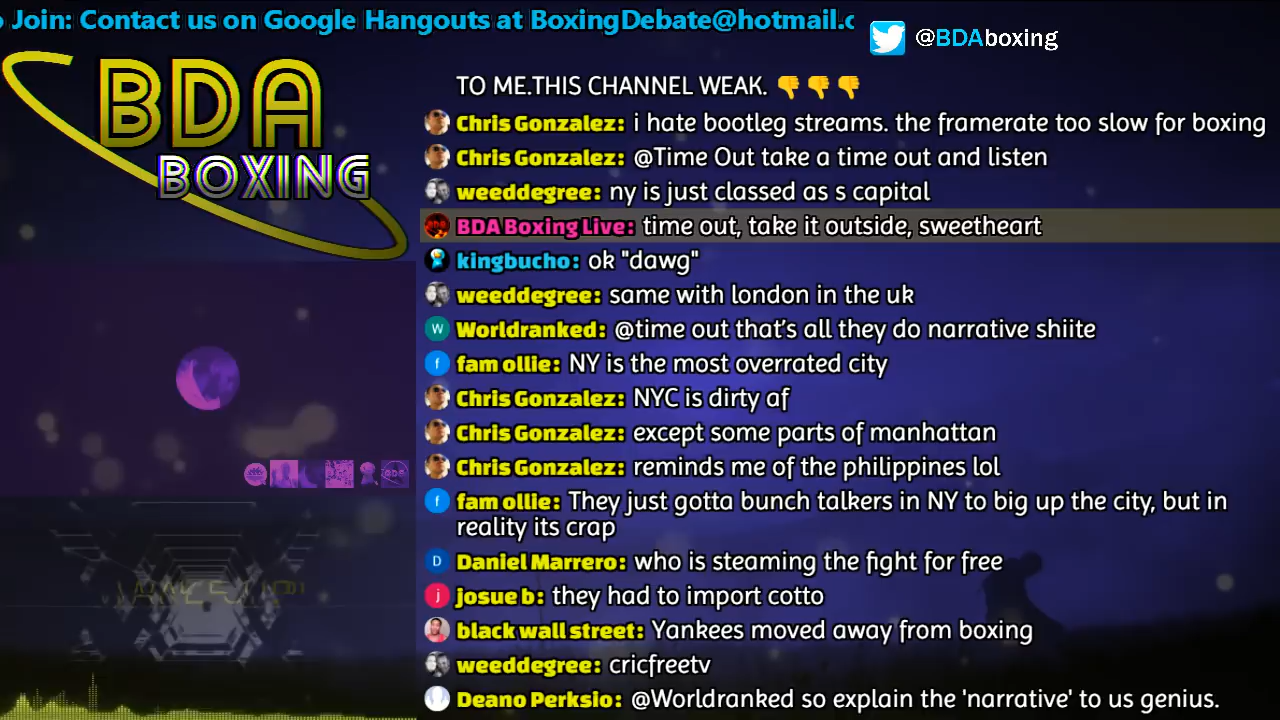 Join: Contact us on Google Hangouts at BoxingDebate@hotmail.c
@BDAboxing
BDA
BOXING
TO ME.THIS CHANNEL WEAK. 👎👎👎
Chris Gonzalez: i hate bootleg streams. the framerate too slow for boxing
Chris Gonzalez: @Time Out take a time out and listen
weeddegree: ny is just classed as s capital
BDA Boxing Live: time out, take it outside, sweetheart
kingbucho: ok "dawg"
weeddegree: same with london in the uk
W
Worldranked: @time out that's all they do narrative shiite
f
fam ollie: NY is the most overrated city
Chris Gonzalez: NYC is dirty af
Chris Gonzalez: except some parts of manhattan
Chris Gonzalez: reminds me of the philippines lol
f
fam ollie: They just gotta bunch talkers in NY to big up the city, but in
reality its crap
D
Daniel Marrero: who is steaming the fight for free
j
josue b: they had to import cotto
black wall street: Yankees moved away from boxing
weeddegree: cricfreetv
Deano Perksio: @Worldranked so explain the 'narrative' to us genius.